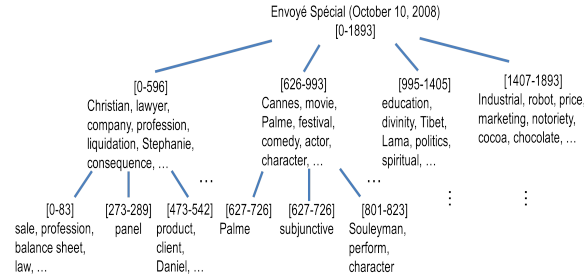 Envoyé Spécial (October 10, 2008)
[0-1893]
[0-596]
Christian, lawyer,
company, profession,
liquidation, Stephanie,
consequence, …
[626-993]
Cannes, movie,
Palme, festival,
comedy, actor,
character, …
[995-1405]
education,
divinity, Tibet,
Lama, politics,
spiritual, …
[1407-1893]
Industrial, robot, price,
marketing, notoriety,
cocoa, chocolate, …
…
…
⋮
⋮
[0-83]
sale, profession,
balance sheet,
law, …
[273-289]
panel
[473-542]
product,
client,
Daniel, …
[627-726]
Palme
[627-726]
subjunctive
[801-823]
Souleyman,
perform,
character